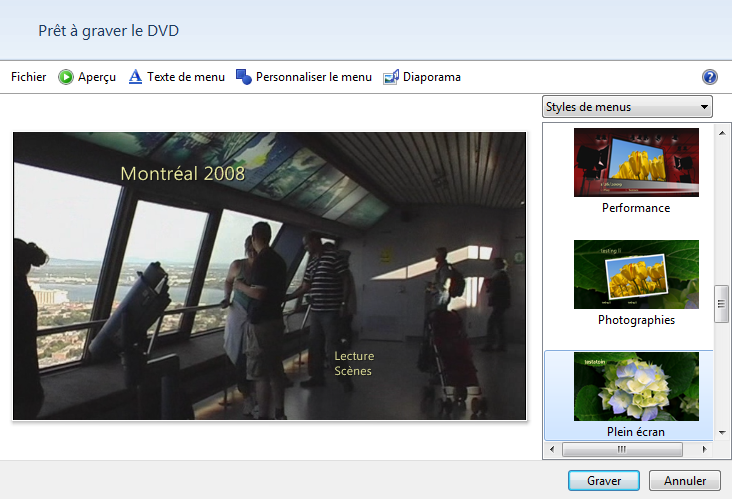 Prêt à graver le DVD
Fichier Aperçu Texte de menu Personnaliser le menu Diaporama
Styles de menus
Montréal 2008
Lecture
Scènes
Performance
testing II
Photographies
Plein écran
Graver Annuler